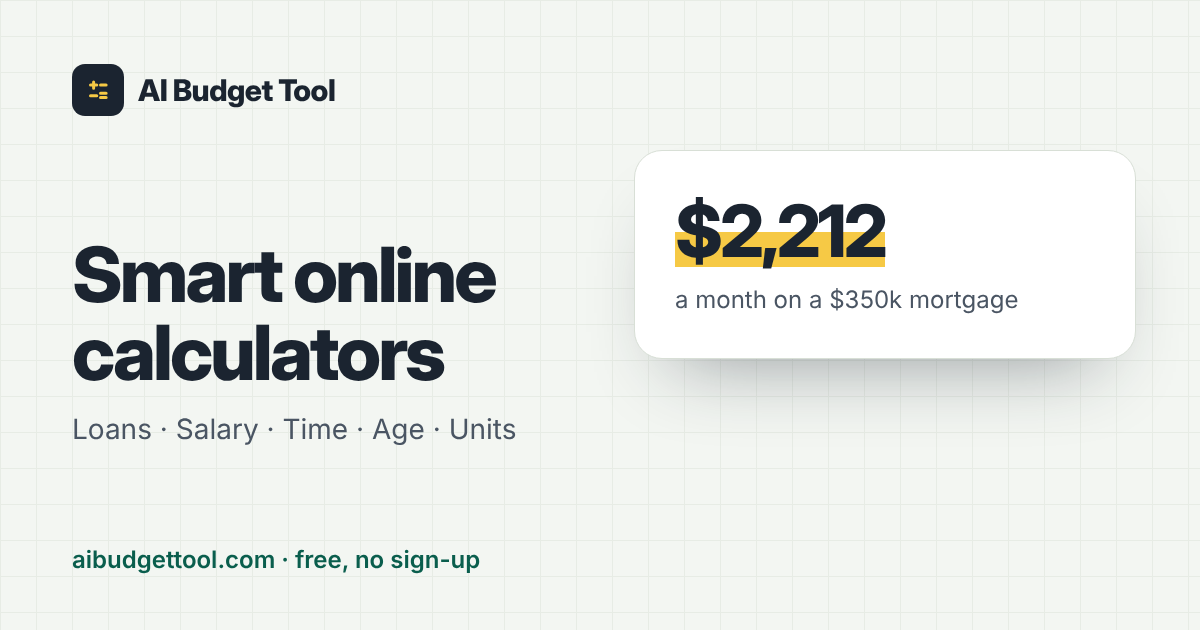 AI Budget Tool
Smart online
calculators
Loans · Salary · Time · Age · Units
aibudgettool.com · free, no sign-up
$2,212
a month on a $350k mortgage